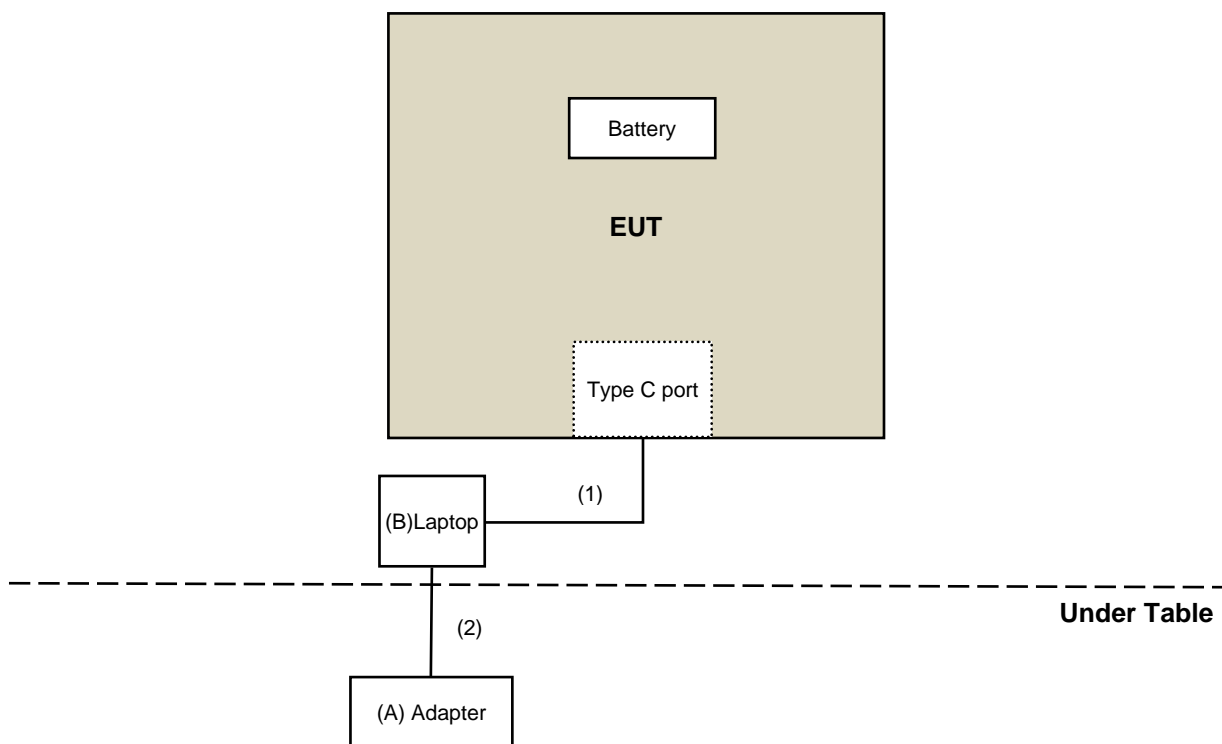 Battery
EUT
Type C port
(1)
(B)Laptop
Under Table
(2)
(A) Adapter